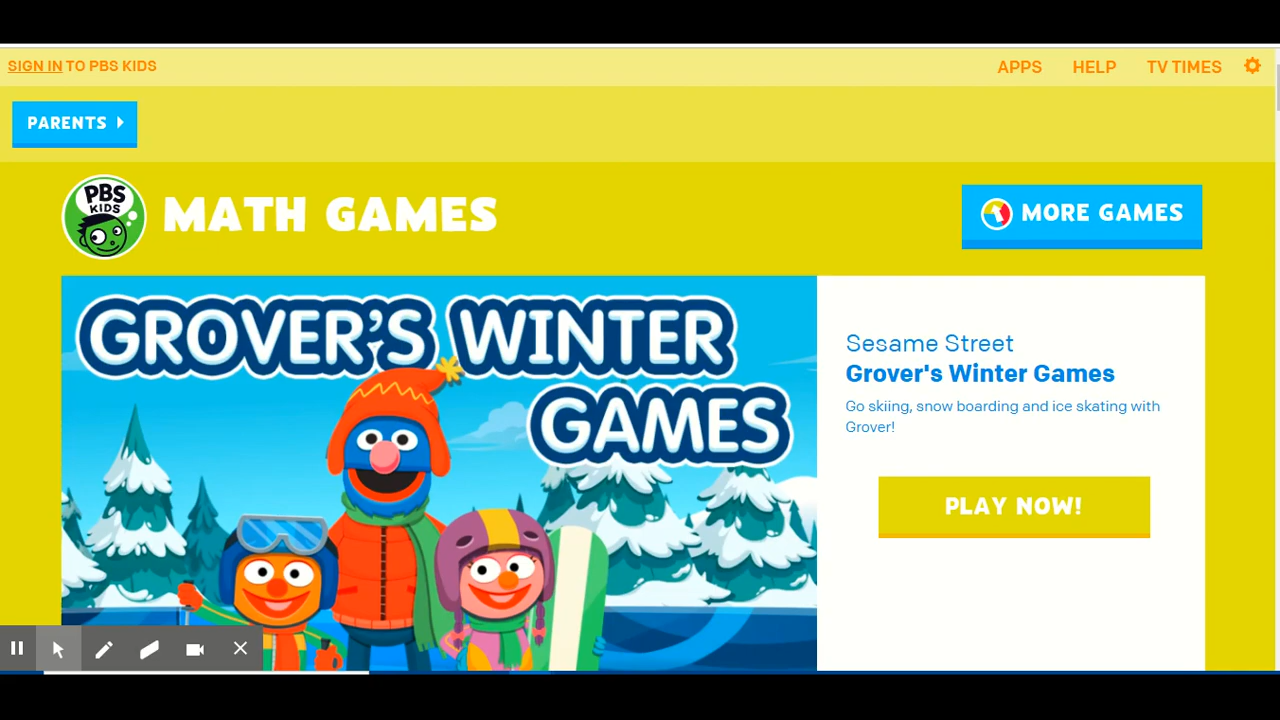 SIGN IN TO PBS KIDS
APPS HELP TV TIMES
PARENTS
PBS
KIDS
MATH GAMES
MORE GAMES
GROVER'S WINTER
GAMES
Sesame Street
Grover's Winter Games
Go skiing, snow boarding and ice skating with
Grover!
PLAY NOW!